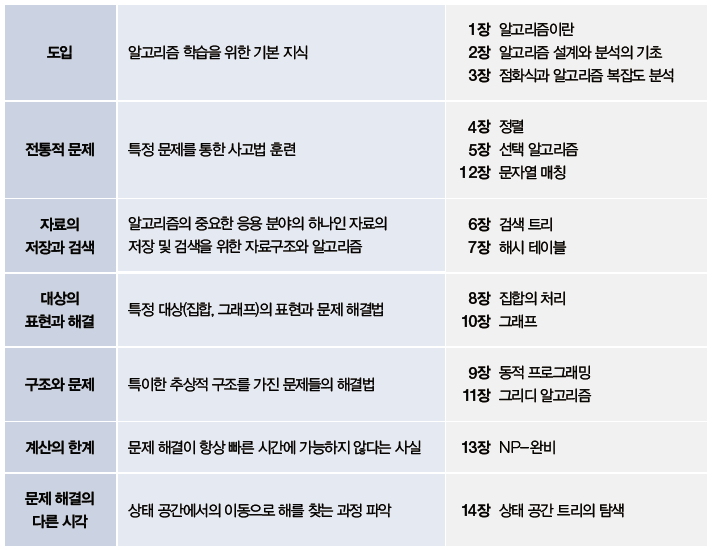 도입
알고리즘 학습을 위한 기본 지식
1장 알고리즘이란
2장 알고리즘 설계와 분석의 기초
3장 점화식과 알고리즘 복잡도 분석
전통적 문제
특정 문제를 통한 사고법 훈련
4장 정렬
5장 선택 알고리즘
12장 문자열 매칭
자료의
저장과 검색
알고리즘의 중요한 응용 분야의 하나인 자료의
저장 및 검색을 위한 자료구조와 알고리즘
6장 검색 트리
7장 해시 테이블
대상의
표현과 해결
특정 대상(집합, 그래프)의 표현과 문제 해결법
8장 집합의 처리
10장 그래프
구조와 문제
특이한 추상적 구조를 가진 문제들의 해결법
9장 동적 프로그래밍
11장 그리디 알고리즘
계산의 한계
문제 해결이 항상 빠른 시간에 가능하지 않다는 사실
13장 NP-완비
문제 해결의
다른 시각
상태 공간에서의 이동으로 해를 찾는 과정 파악
14장 상태 공간 트리의 탐색